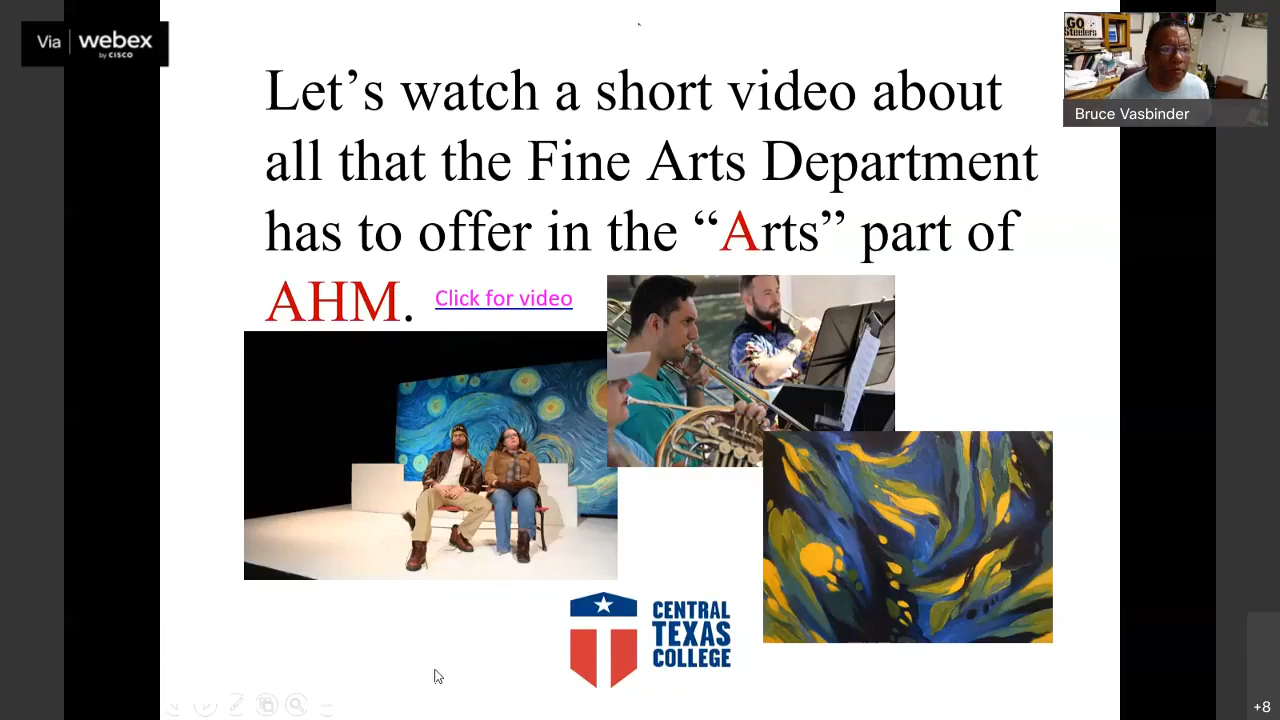 Via webex
by CISCO
GO
Steelers
Bruce Vasbinder
Let's watch a short video about
all that the Fine Arts Department
has to offer in the “Arts” part of
AHM. Click for video
CENTRAL
TEXAS
COLLEGE
+8